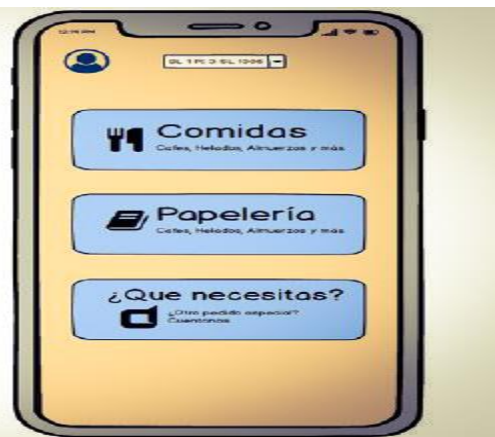 Comidas
Cafes, Helados, Almuerzos y más
Papelería
Cafes, Helados, Almuerzos y más
¿Que necesitas?
¿Otro pedido especial?
Cuentanos